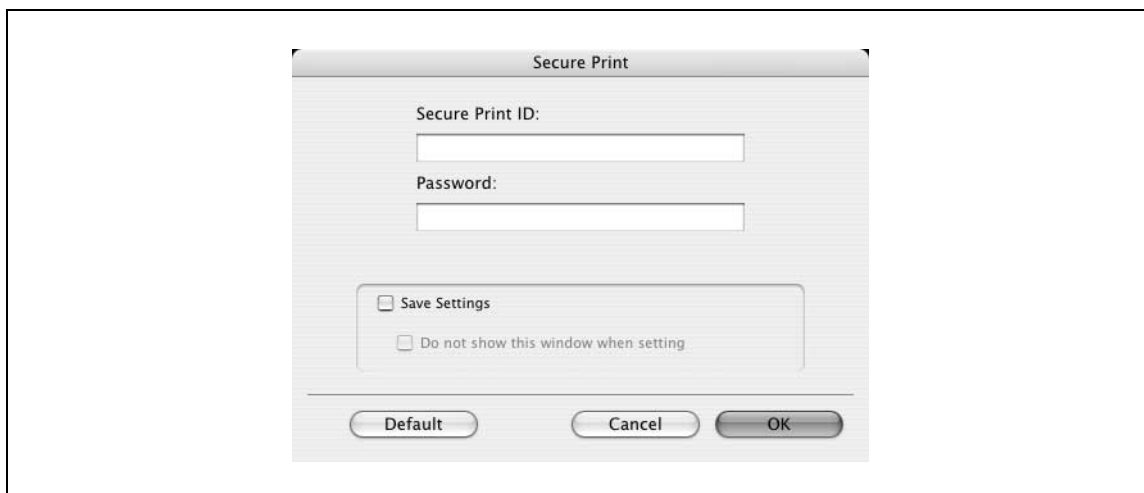 Secure Print
Secure Print ID:
Password:
Save Settings
Do not show this window when setting
Default Cancel OK